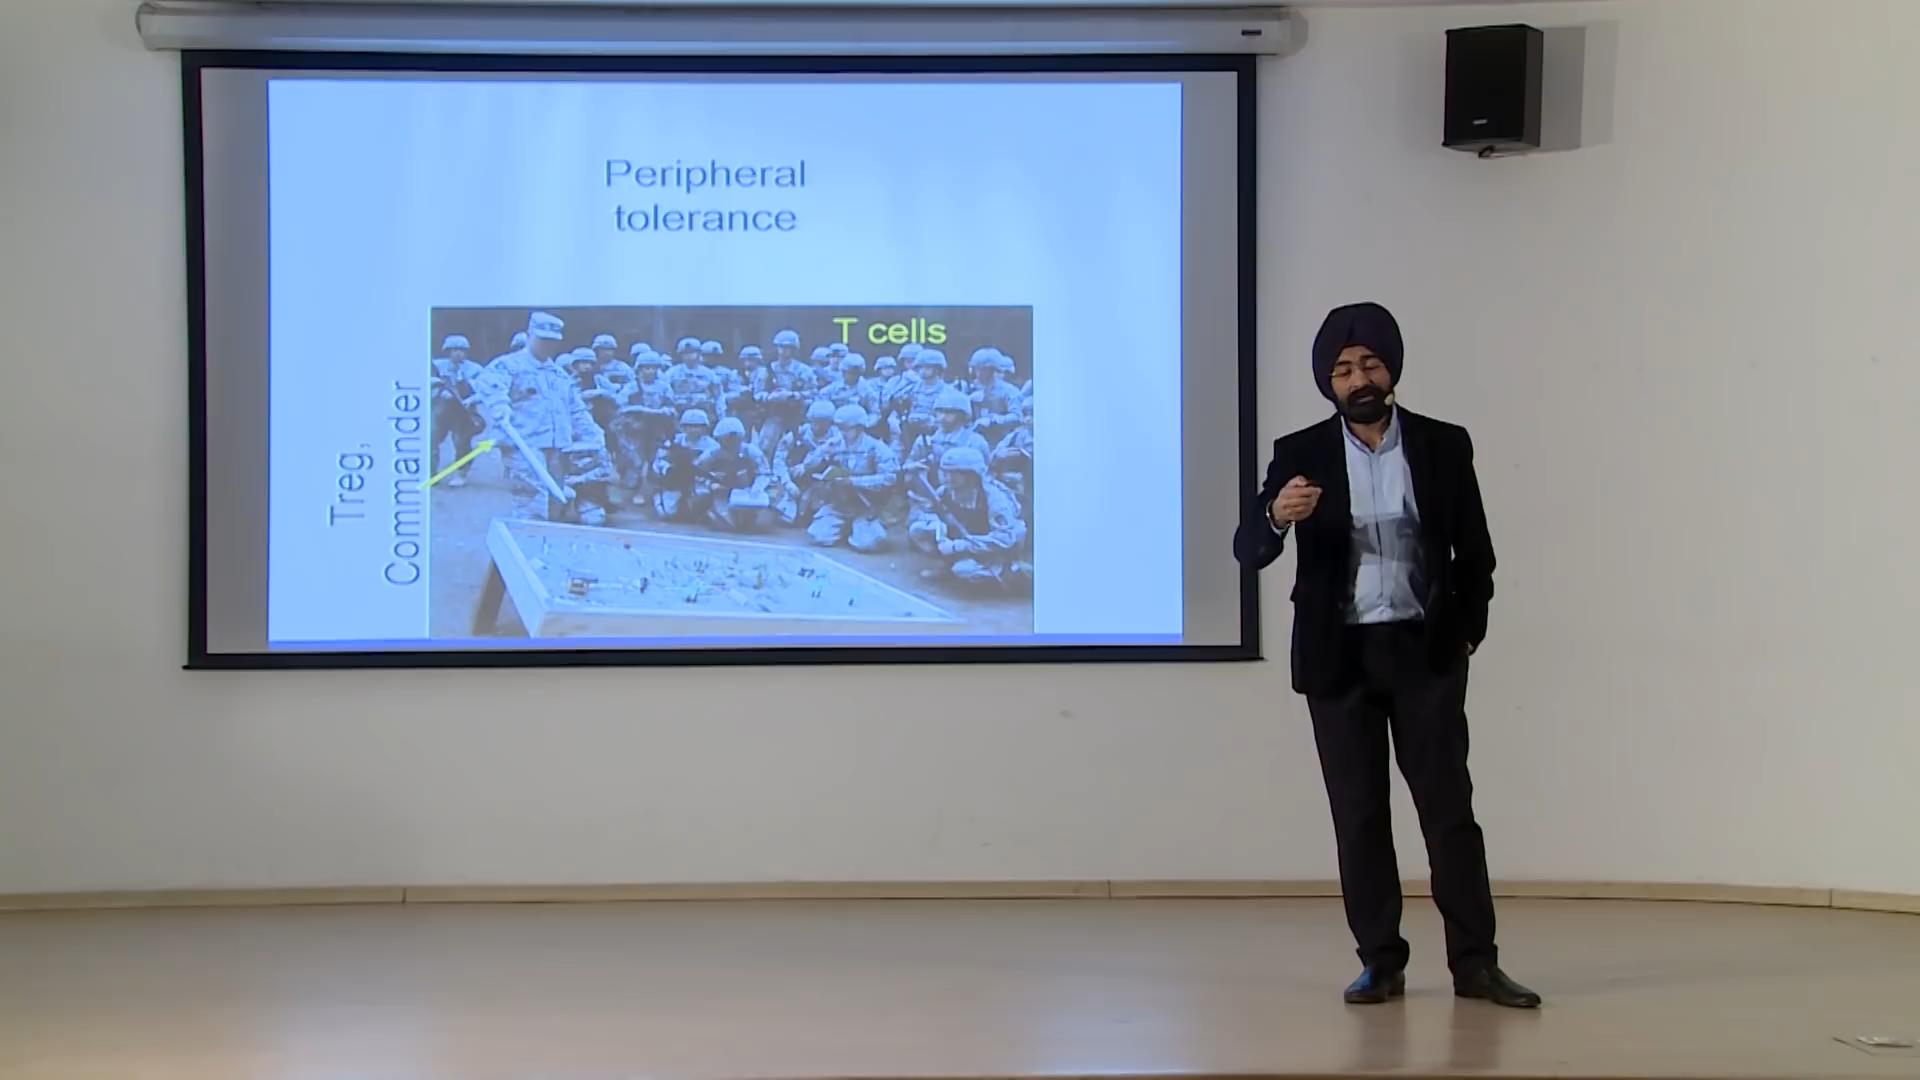 Peripheral
tolerance
T cells
Treg,
Commander